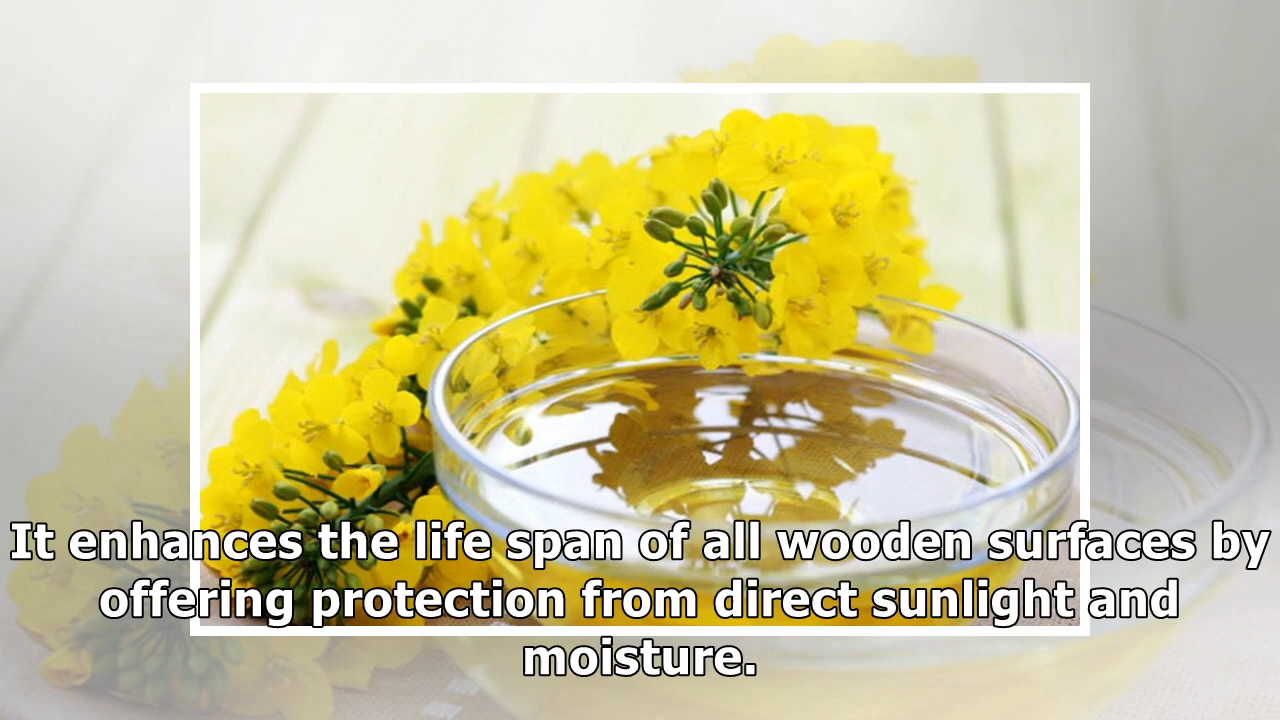 It enhances the life span of all wooden surfaces by
offering protection from direct sunlight and
moisture.